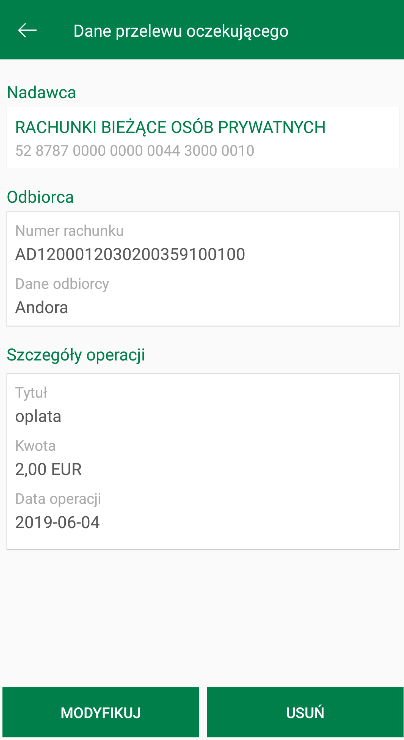 Dane przelewu oczekującego
Nadawca
RACHUNKI BIEŻĄCE OSÓB PRYWATNYCH
52 8787 0000 0000 0044 3000 0010
Odbiorca
Numer rachunku
AD1200012030200359100100
Dane odbiorcy
Andora
Szczegóły operacji
Tytuł
oplata
Kwota
2,00 EUR
Data operacji
2019-06-04
MODYFIKUJ
USUŃ